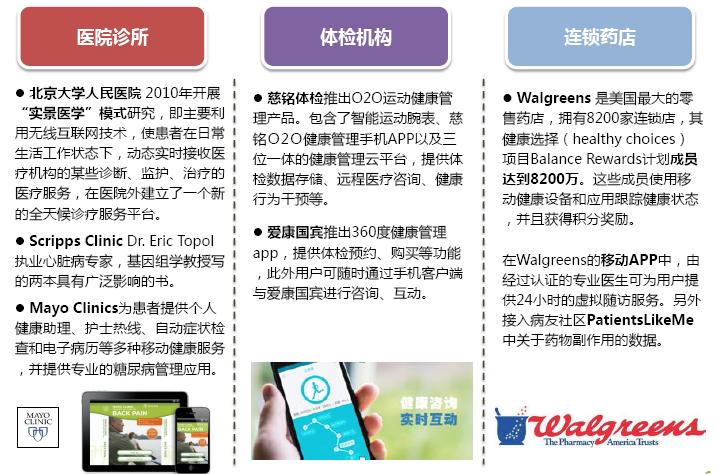 医院诊所
● 北京大学人民医院 2010年开展
“实景医学”模式研究，即主要利
用无线互联网技术，使患者在日常
生活工作状态下，动态实时接收医
疗机构的某些诊断、监护、治疗的
医疗服务，在医院外建立了一个新
的全天候诊疗服务平台。
● Scripps Clinic Dr. Eric Topol
执业心脏病专家，基因组学教授写
的两本具有广泛影响的书。
● Mayo Clinics为患者提供个人
健康助理、护士热线、自动症状检
查和电子病历等多种移动健康服务
，并提供专业的糖尿病管理应用。
MAYO
CLINIC
BACK PAIN
BACK PAIN
体检机构
● 慈铭体检推出O2O运动健康管
理产品。包含了智能运动腕表、慈
铭O2O健康管理手机APP以及三
位一体的健康管理云平台，提供体
检数据存储、远程医疗咨询、健康
行为干预等。
● 爱康国宾推出360度健康管理
app，提供体检预约、购买等功能
，此外用户可随时通过手机客户端
与爱康国宾进行咨询、互动。
健康咨询
实时互动
连锁药店
● Walgreens 是美国最大的零
售药店，拥有8200家连锁店，其
健康选择（healthy choices）
项目Balance Rewards计划成员
达到8200万。这些成员使用移
动健康设备和应用跟踪健康状态
，并且获得积分奖励。
在Walgreens的移动APP中，由
经过认证的专业医生可为用户提
供24小时的虚拟随访服务。另外
接入病友社区PatientsLikeMe
中关于药物副作用的数据。
Walgreens
The Pharmacy America Trusts